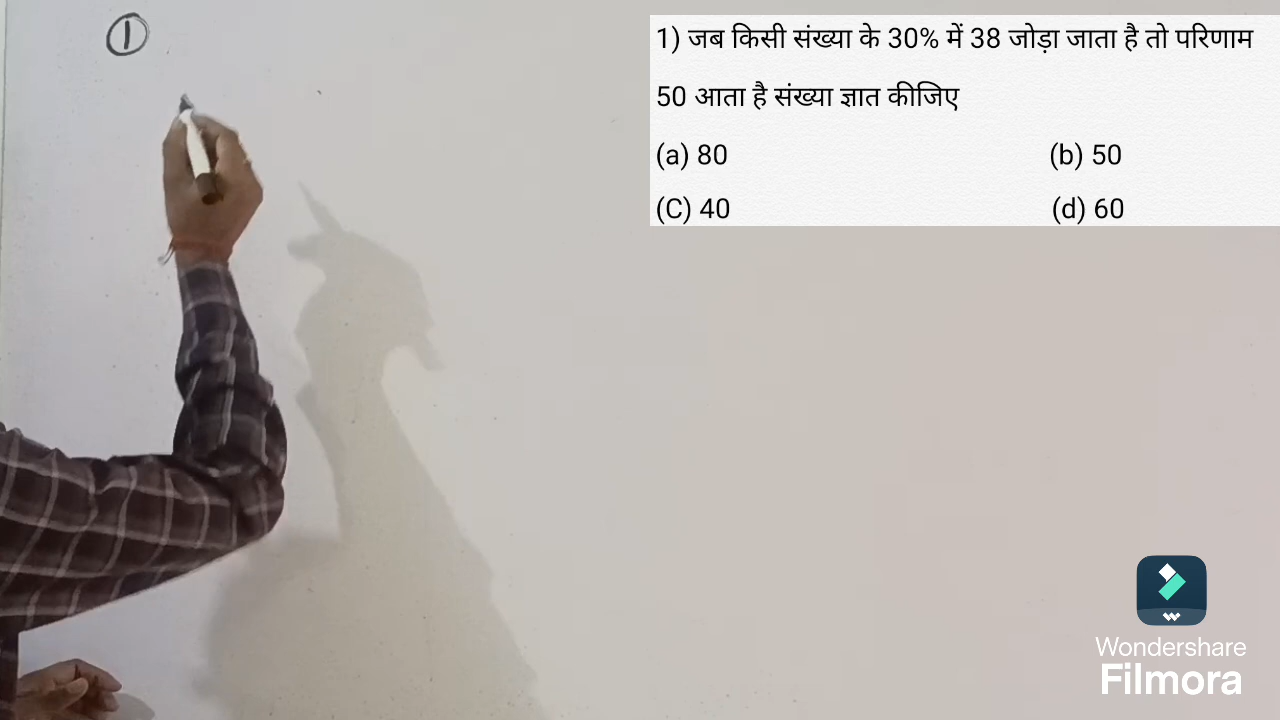 ①
1) जब किसी संख्या के 30% में 38 जोड़ा जाता है तो परिणाम
50 आता है संख्या ज्ञात कीजिए
(a) 80 (b) 50
(C) 40 (d) 60
Wondershare
Filmora